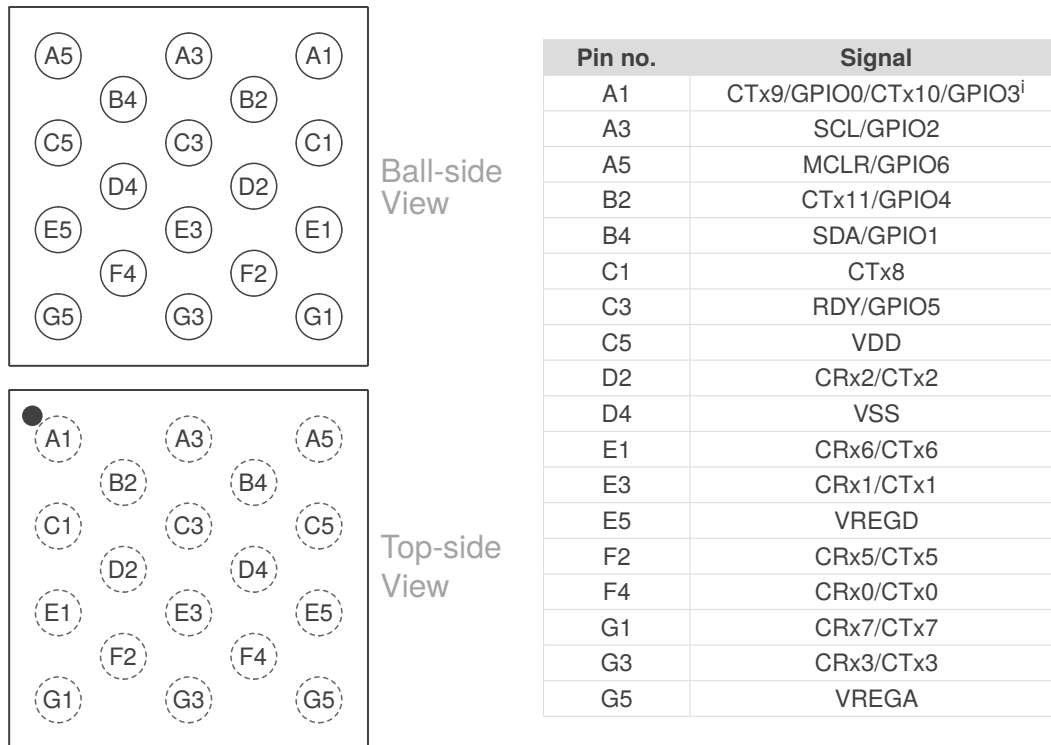 A5 A3 A1
B4 B2
C5 C3 C1
D4 D2
E5 E3 E1
F4 F2
G5 G3 G1
Ball-side
View
A1 A3 A5
B2 B4
C1 C3 C5
D2 D4
E1 E3 E5
F2 F4
G1 G3 G5
Top-side
View
Pin no. Signal
A1 CTx9/GPIO0/CTx10/GPIO3i
A3 SCL/GPIO2
A5 MCLR/GPIO6
B2 CTx11/GPIO4
B4 SDA/GPIO1
C1 CTx8
C3 RDY/GPIO5
C5 VDD
D2 CRx2/CTx2
D4 VSS
E1 CRx6/CTx6
E3 CRx1/CTx1
E5 VREGD
F2 CRx5/CTx5
F4 CRx0/CTx0
G1 CRx7/CTx7
G3 CRx3/CTx3
G5 VREGA